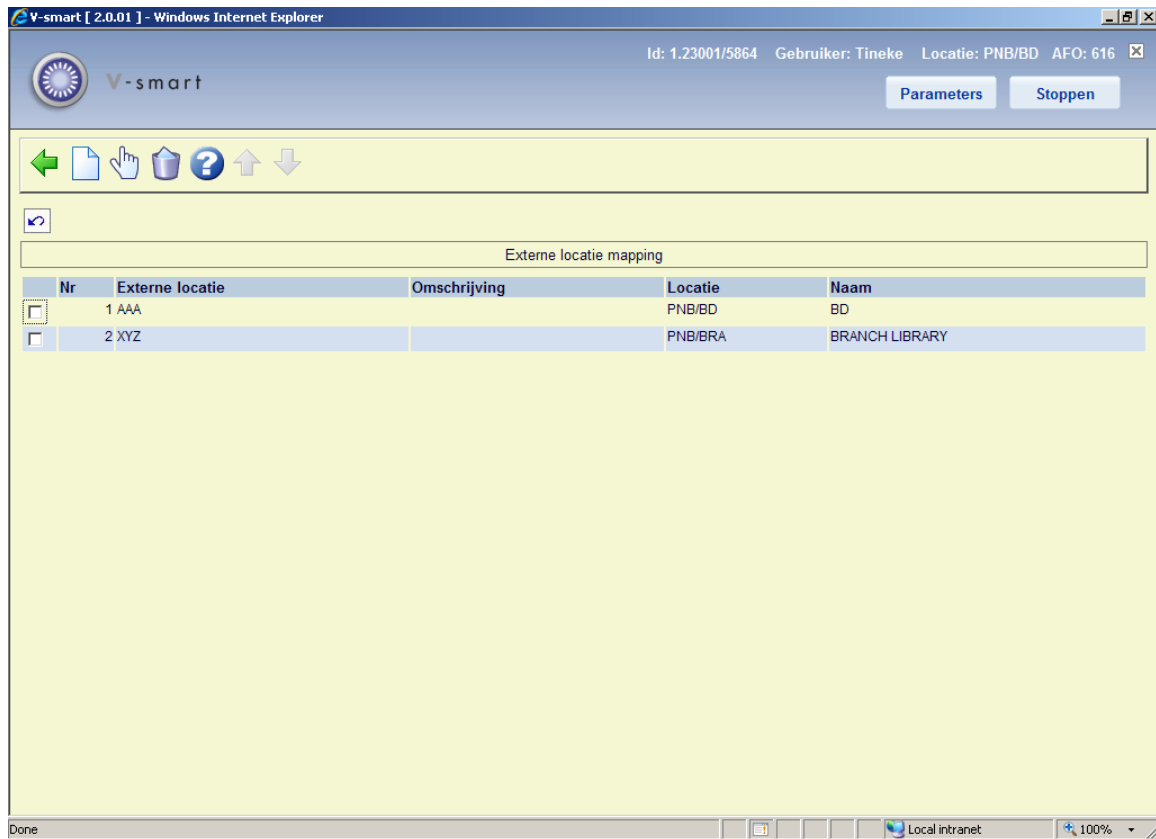 V-smart [ 2.0.01 ] - Windows Internet Explorer
Id: 1.23001/5864 Gebruiker: Tineke Locatie: PNB/BD AFO: 616
V-smart
Parameters Stoppen
Externe locatie mapping
Nr Externe locatie Omschrijving Locatie Naam
1 AAA PNB/BD BD
2 XYZ PNB/BRA BRANCH LIBRARY
Done Local intranet 100%